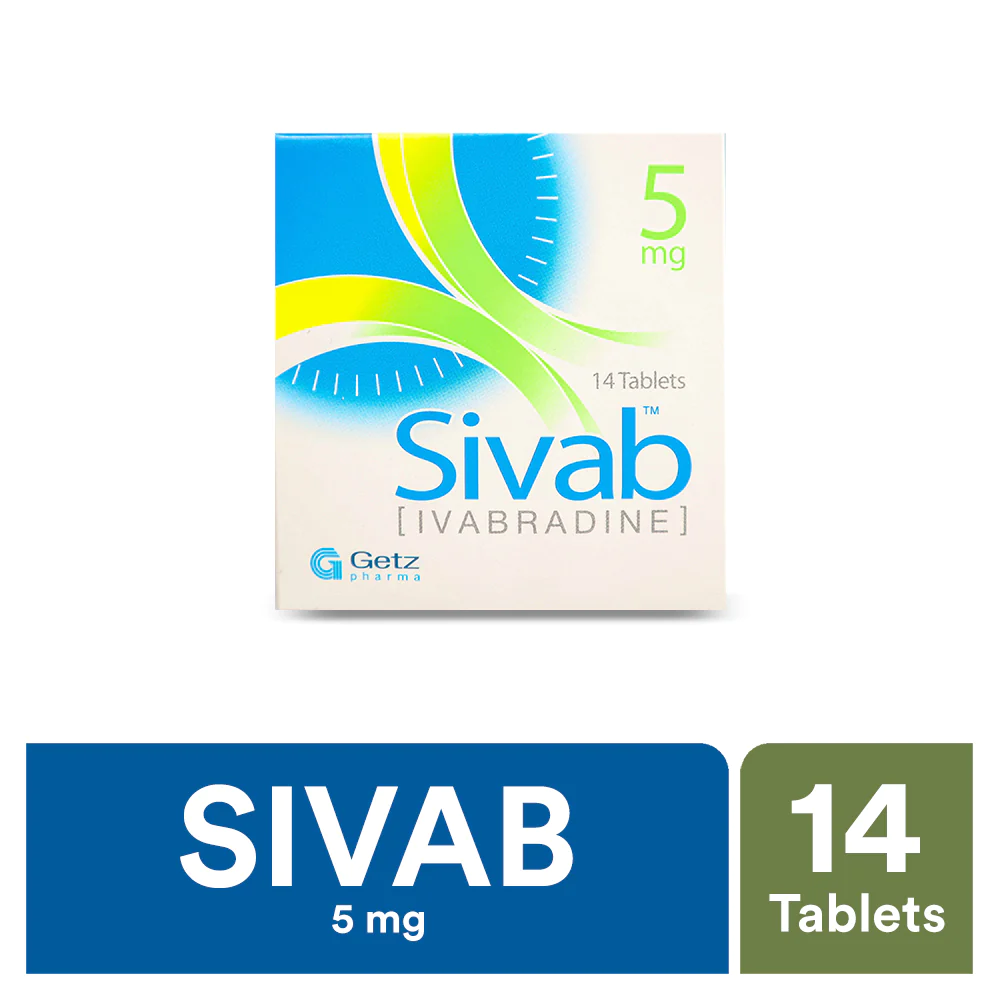 5
mg
14 Tablets
Sivab™
[IVABRADINE]
Getz
pharma
SIVAB
5 mg
14
Tablets